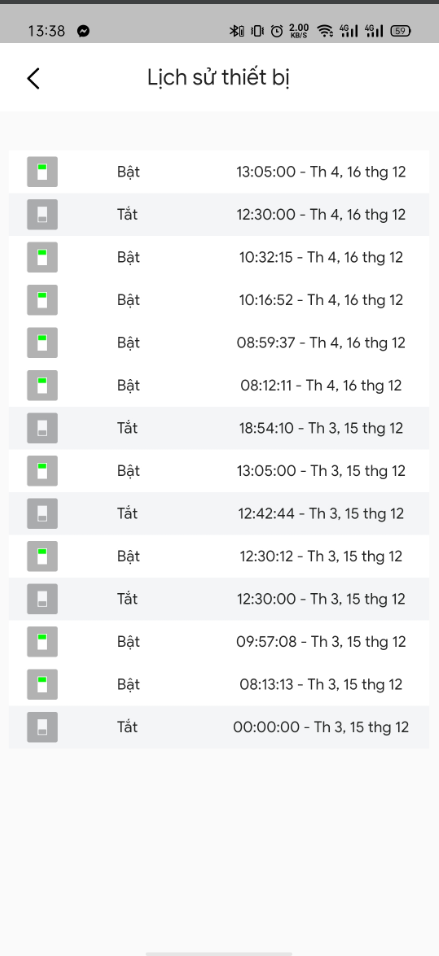 13:38 2.00 KB/S 4G 4G 59
Lịch sử thiết bị
Bật 13:05:00 - Th 4, 16 thg 12
Tắt 12:30:00 - Th 4, 16 thg 12
Bật 10:32:15 - Th 4, 16 thg 12
Bật 10:16:52 - Th 4, 16 thg 12
Bật 08:59:37 - Th 4, 16 thg 12
Bật 08:12:11 - Th 4, 16 thg 12
Tắt 18:54:10 - Th 3, 15 thg 12
Bật 13:05:00 - Th 3, 15 thg 12
Tắt 12:42:44 - Th 3, 15 thg 12
Bật 12:30:12 - Th 3, 15 thg 12
Tắt 12:30:00 - Th 3, 15 thg 12
Bật 09:57:08 - Th 3, 15 thg 12
Bật 08:13:13 - Th 3, 15 thg 12
Tắt 00:00:00 - Th 3, 15 thg 12